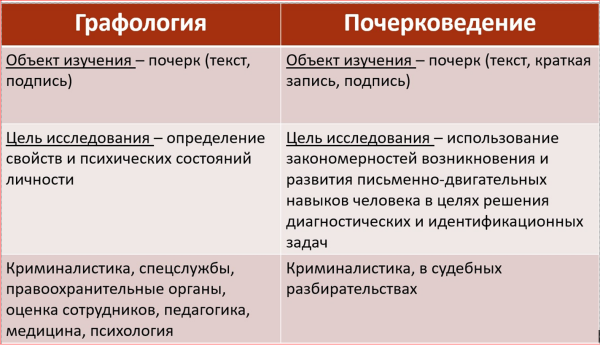 Графология
Почерковедение
Объект изучения – почерк (текст,
подпись)
Объект изучения – почерк (текст, краткая
запись, подпись)
Цель исследования – определение
свойств и психических состояний
личности
Цель исследования – использование
закономерностей возникновения и
развития письменно-двигательных
навыков человека в целях решения
диагностических и идентификационных
задач
Криминалистика, спецслужбы,
правоохранительные органы,
оценка сотрудников, педагогика,
медицина, психология
Криминалистика, в судебных
разбирательствах